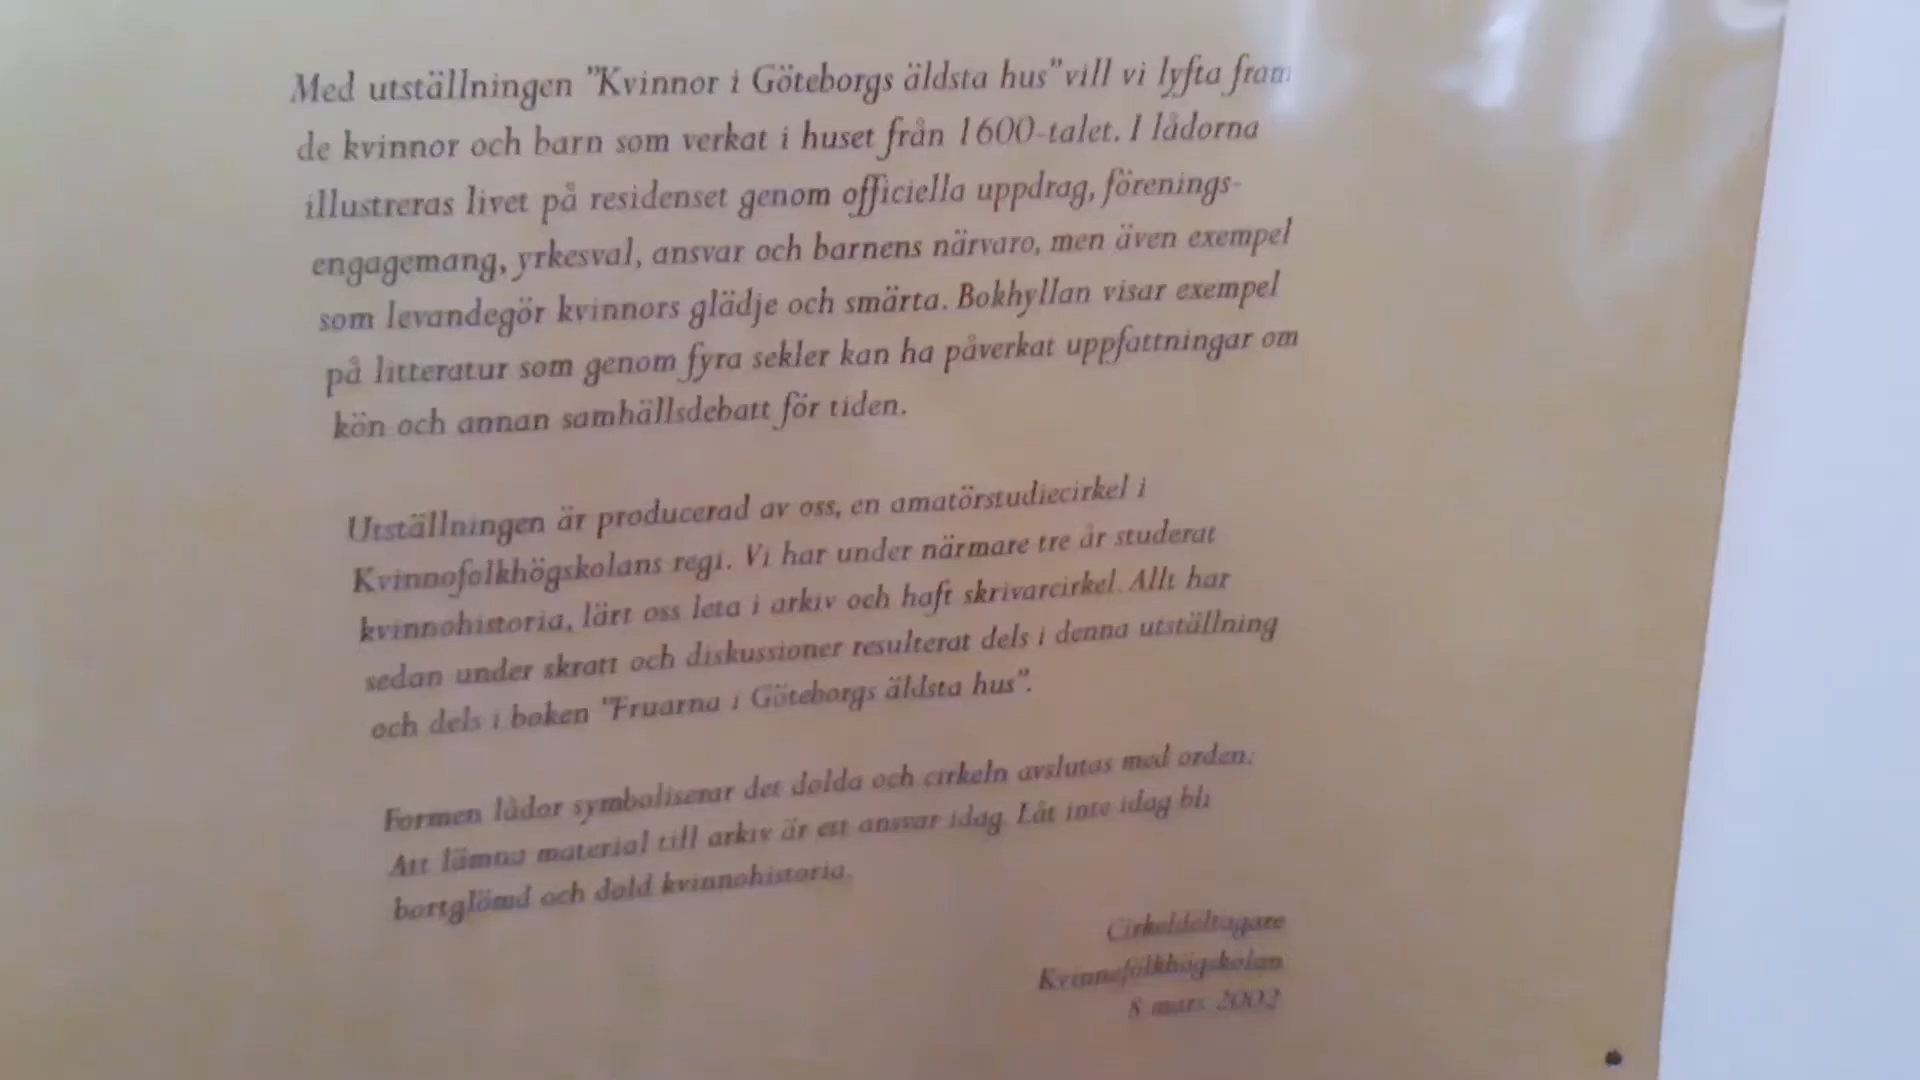 Med utställningen "Kvinnor i Göteborgs äldsta hus" vill vi lyfta fram
de kvinnor och barn som verkat i huset från 1600-talet. I lådorna
illustreras livet på residenset genom officiella uppdrag, förenings-
engagemang, yrkesval, ansvar och barnens närvaro, men även exempel
som levandegör kvinnors glädje och smärta. Bokhyllan visar exempel
på litteratur som genom fyra sekler kan ha påverkat uppfattningar om
kön och annan samhällsdebatt för tiden.
Utställningen är producerad av oss, en amatörstudiecirkel i
Kvinnofolkhögskolans regi. Vi har under närmare tre år studerat
kvinnohistoria, lärt oss leta i arkiv och haft skrivarcirkel. Allt har
sedan under skratt och diskussioner resulterat dels i denna utställning
och dels i boken "Fruarna i Göteborgs äldsta hus".
Formen lådor symboliserar det dolda och cirkeln avslutas med orden:
Att lämna material till arkiv är ett ansvar idag. Låt inte idag bli
bortglömd och dold kvinnohistoria.
Cirkeldeltagare
Kvinnofolkhögskolan
8 mars 2002